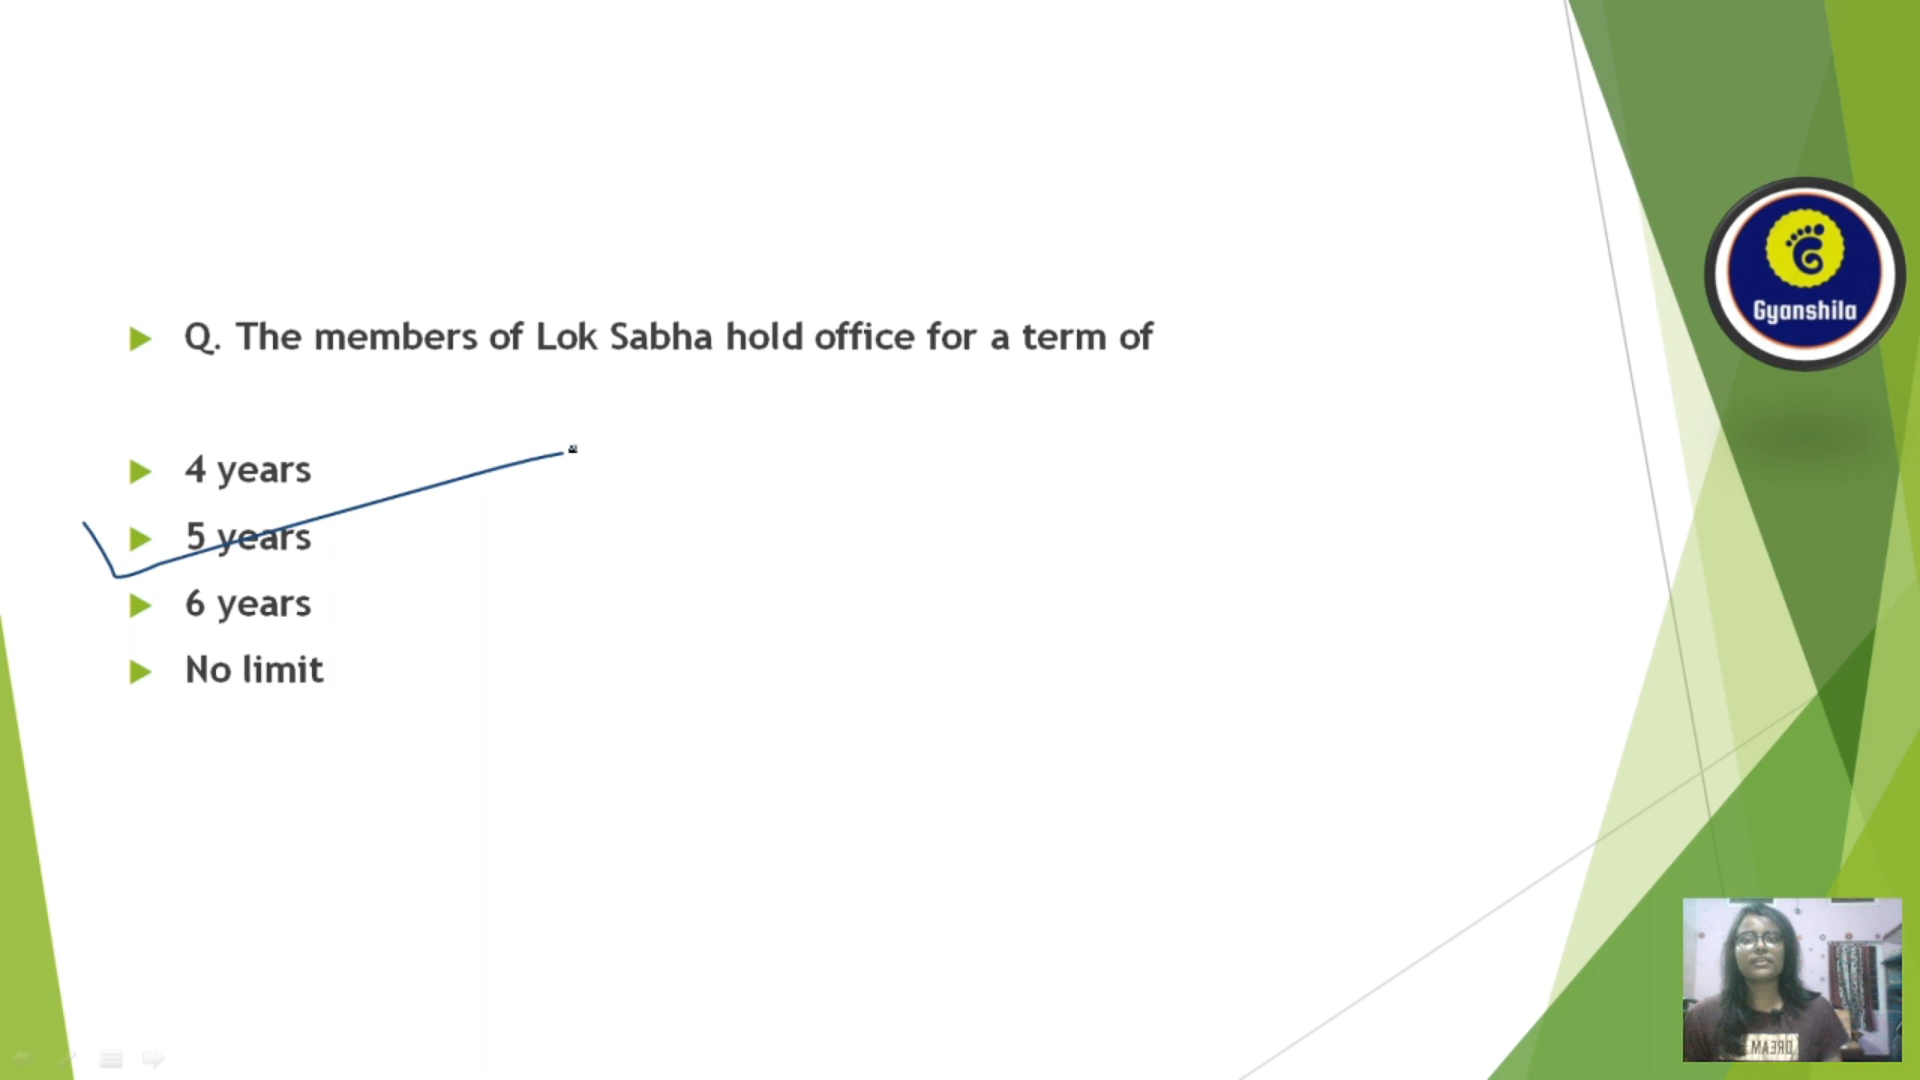 Q. The members of Lok Sabha hold office for a term of
4 years
5 years
6 years
No limit
Gyanshila
DREAM